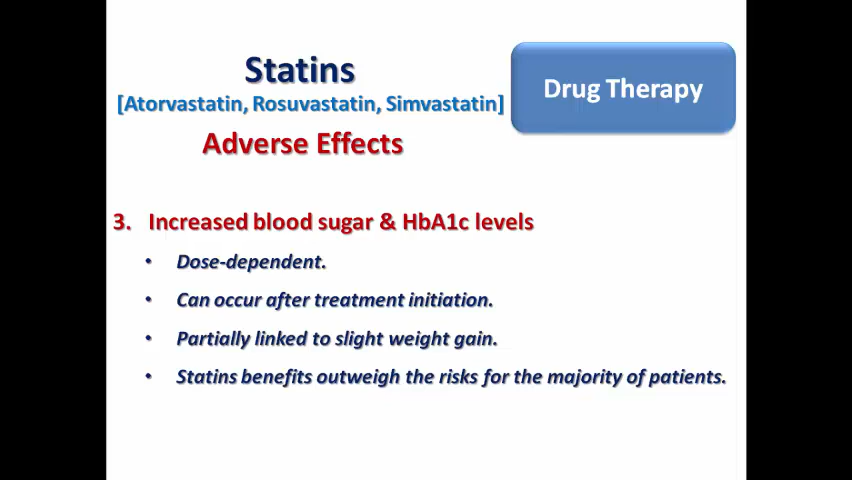 Statins
[Atorvastatin, Rosuvastatin, Simvastatin]
Adverse Effects
Drug Therapy
3. Increased blood sugar & HbA1c levels
• Dose-dependent.
• Can occur after treatment initiation.
• Partially linked to slight weight gain.
• Statins benefits outweigh the risks for the majority of patients.